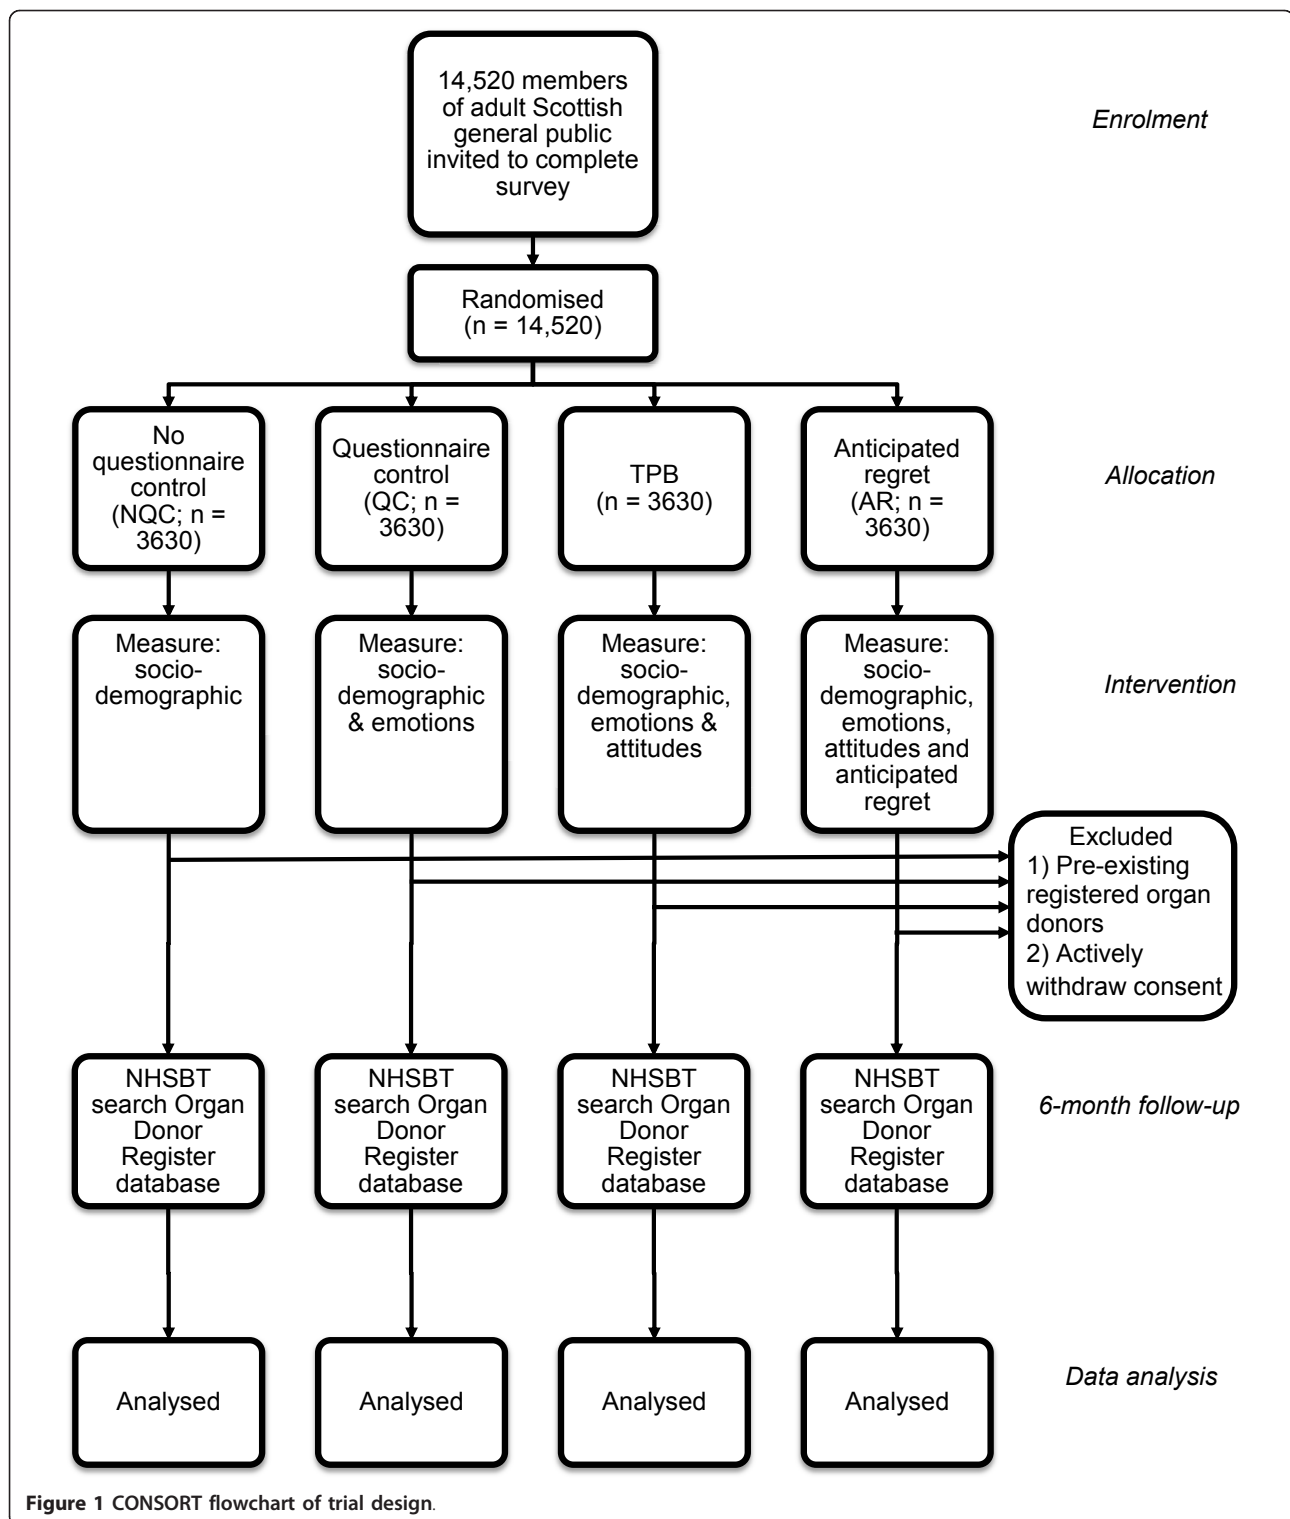 14,520 members
of adult Scottish
general public
invited to complete
survey
Enrolment
Randomised
(n = 14,520)
No
questionnaire
control
(NQC; n =
3630)
Questionnaire
control
(QC; n =
3630)
TPB
(n = 3630)
Anticipated
regret
(AR; n =
3630)
Allocation
Measure:
socio-
demographic
Measure:
socio-
demographic
& emotions
Measure:
socio-
demographic,
emotions &
attitudes
Measure:
socio-
demographic,
emotions,
attitudes and
anticipated
regret
Intervention
Excluded
1) Pre-existing
registered organ
donors
2) Actively
withdraw consent
NHSBT
search Organ
Donor
Register
database
NHSBT
search Organ
Donor
Register
database
NHSBT
search Organ
Donor
Register
database
NHSBT
search Organ
Donor
Register
database
6-month follow-up
Analysed
Analysed
Analysed
Analysed
Data analysis
Figure 1 CONSORT flowchart of trial design.